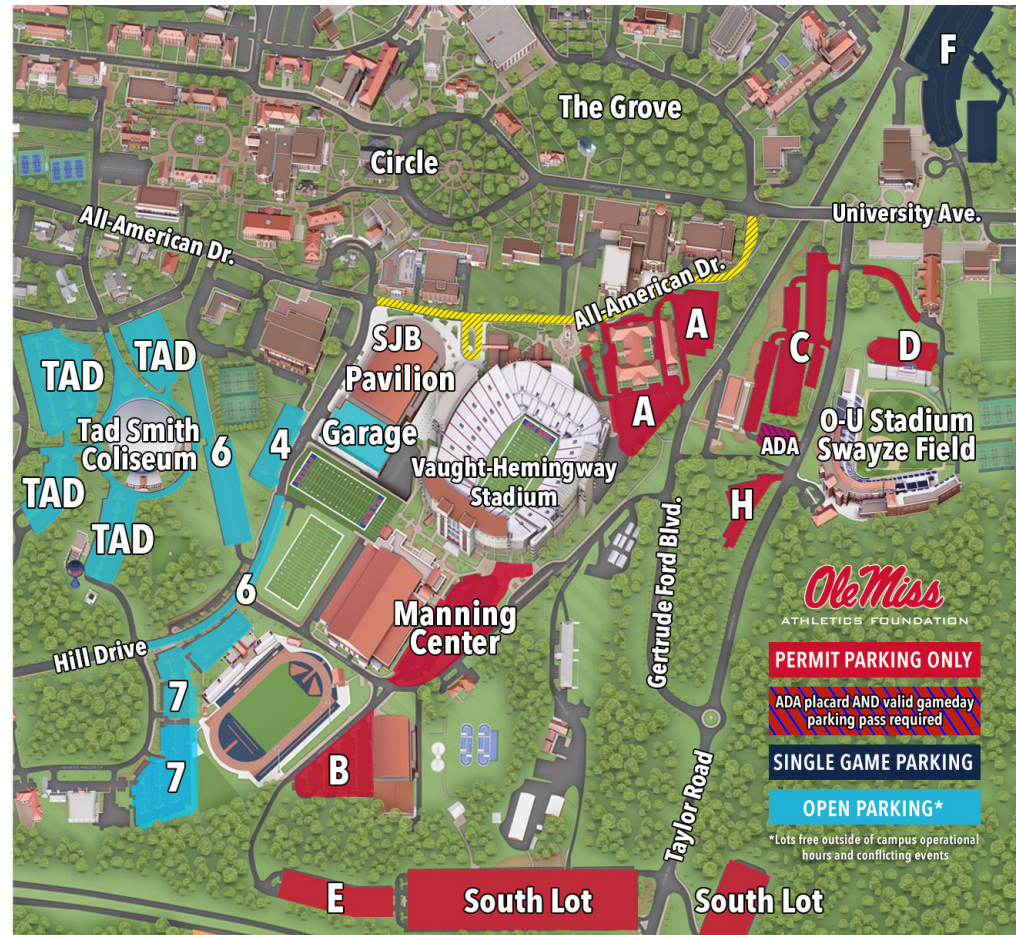 F
The Grove
Circle
University Ave.
All-American Dr.
All-American Dr.
SJB
Pavilion
A
C
D
TAD
TAD
Tad Smith
Coliseum
6
4
Garage
A
O-U Stadium
Swayze Field
ADA
Vaught-Hemingway
Stadium
TAD
TAD
H
Gertrude Ford Blvd.
6
Manning
Center
Hill Drive
7
7
B
Taylor Road
E
South Lot
South Lot
Ole Miss
ATHLETICS FOUNDATION
PERMIT PARKING ONLY
ADA placard AND valid gameday
parking pass required
SINGLE GAME PARKING
OPEN PARKING*
*Lots free outside of campus operational
hours and conflicting events